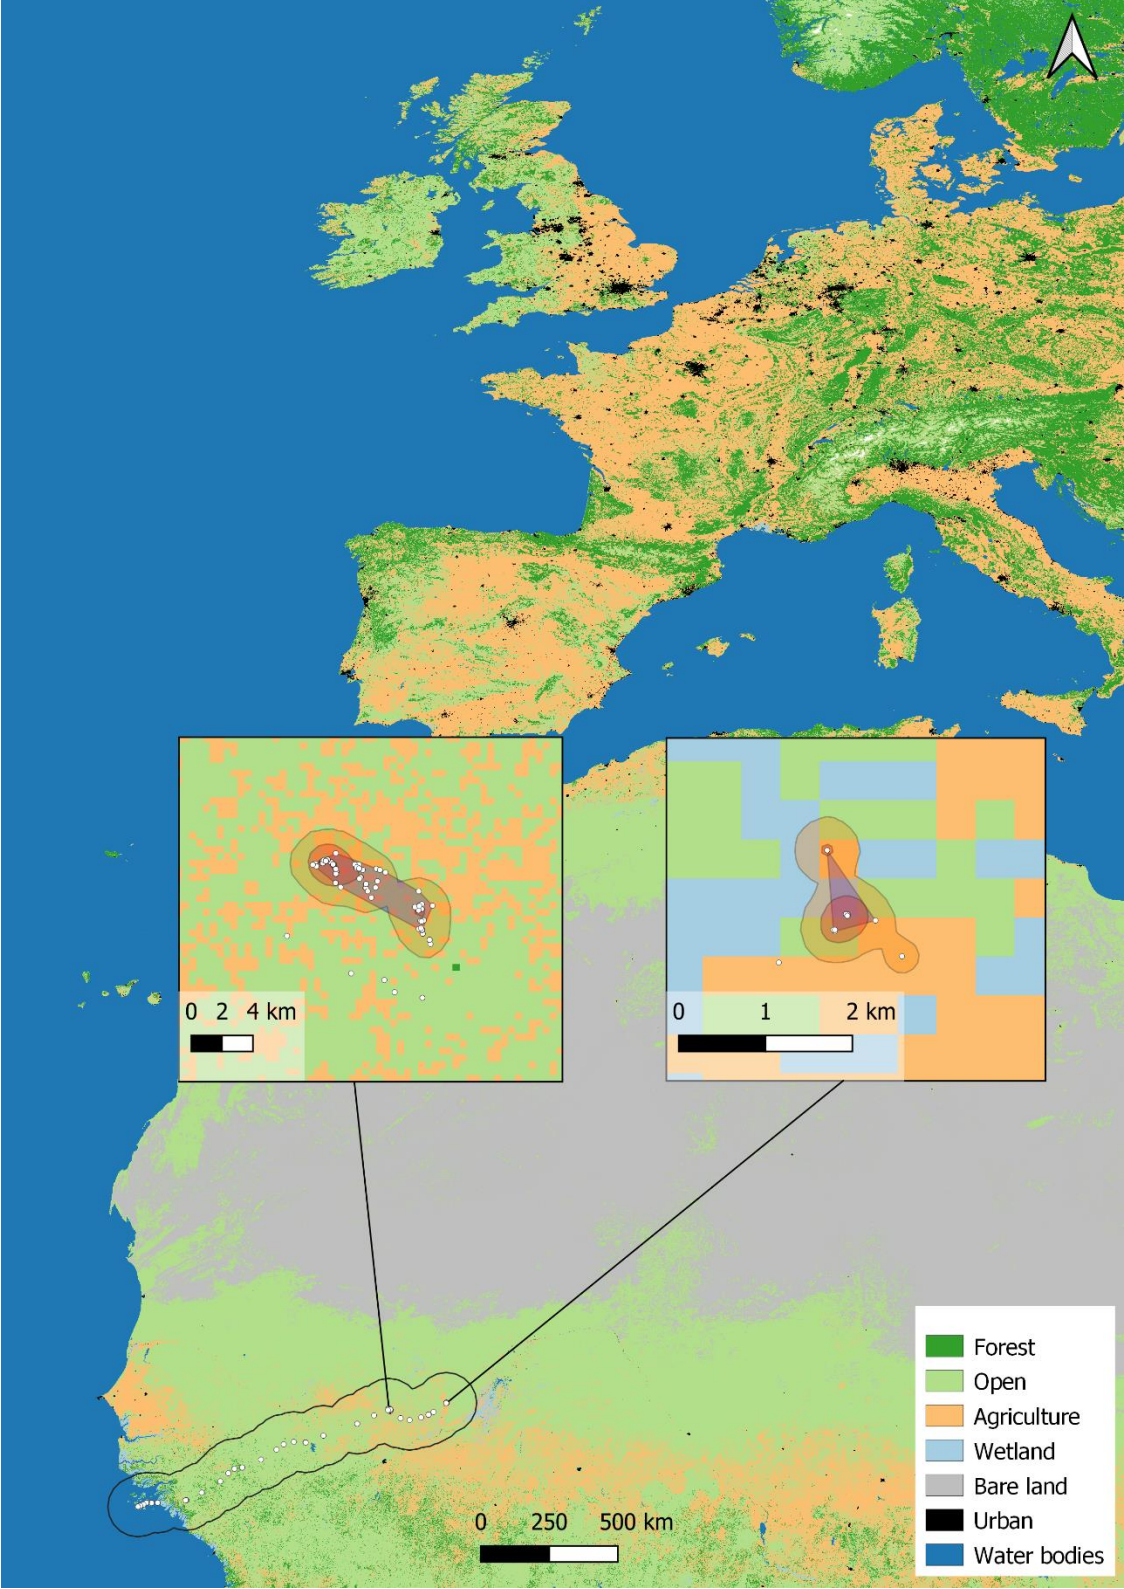 0 2 4 km
0 1 2 km
Forest
Open
Agriculture
Wetland
Bare land
Urban
Water bodies
0 250 500 km